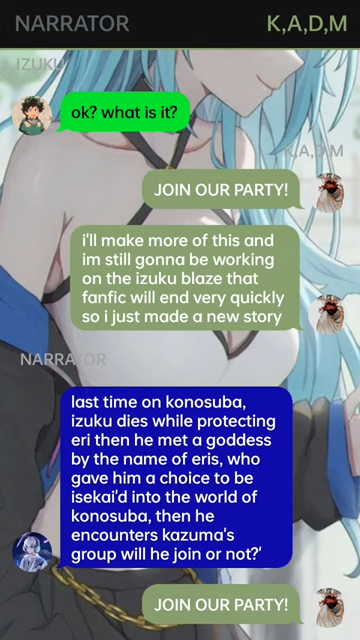 NARRATOR
K,A,D,M
IZUKU
ok? what is it?
K,A,D,M
JOIN OUR PARTY!
i'll make more of this and
im still gonna be working
on the izuku blaze that
fanfic will end very quickly
so i just made a new story
NARRATOR
last time on konosuba,
izuku dies while protecting
eri then he met a goddess
by the name of eris, who
gave him a choice to be
isekai'd into the world of
konosuba, then he
encounters kazuma's
group will he join or not?'
JOIN OUR PARTY!